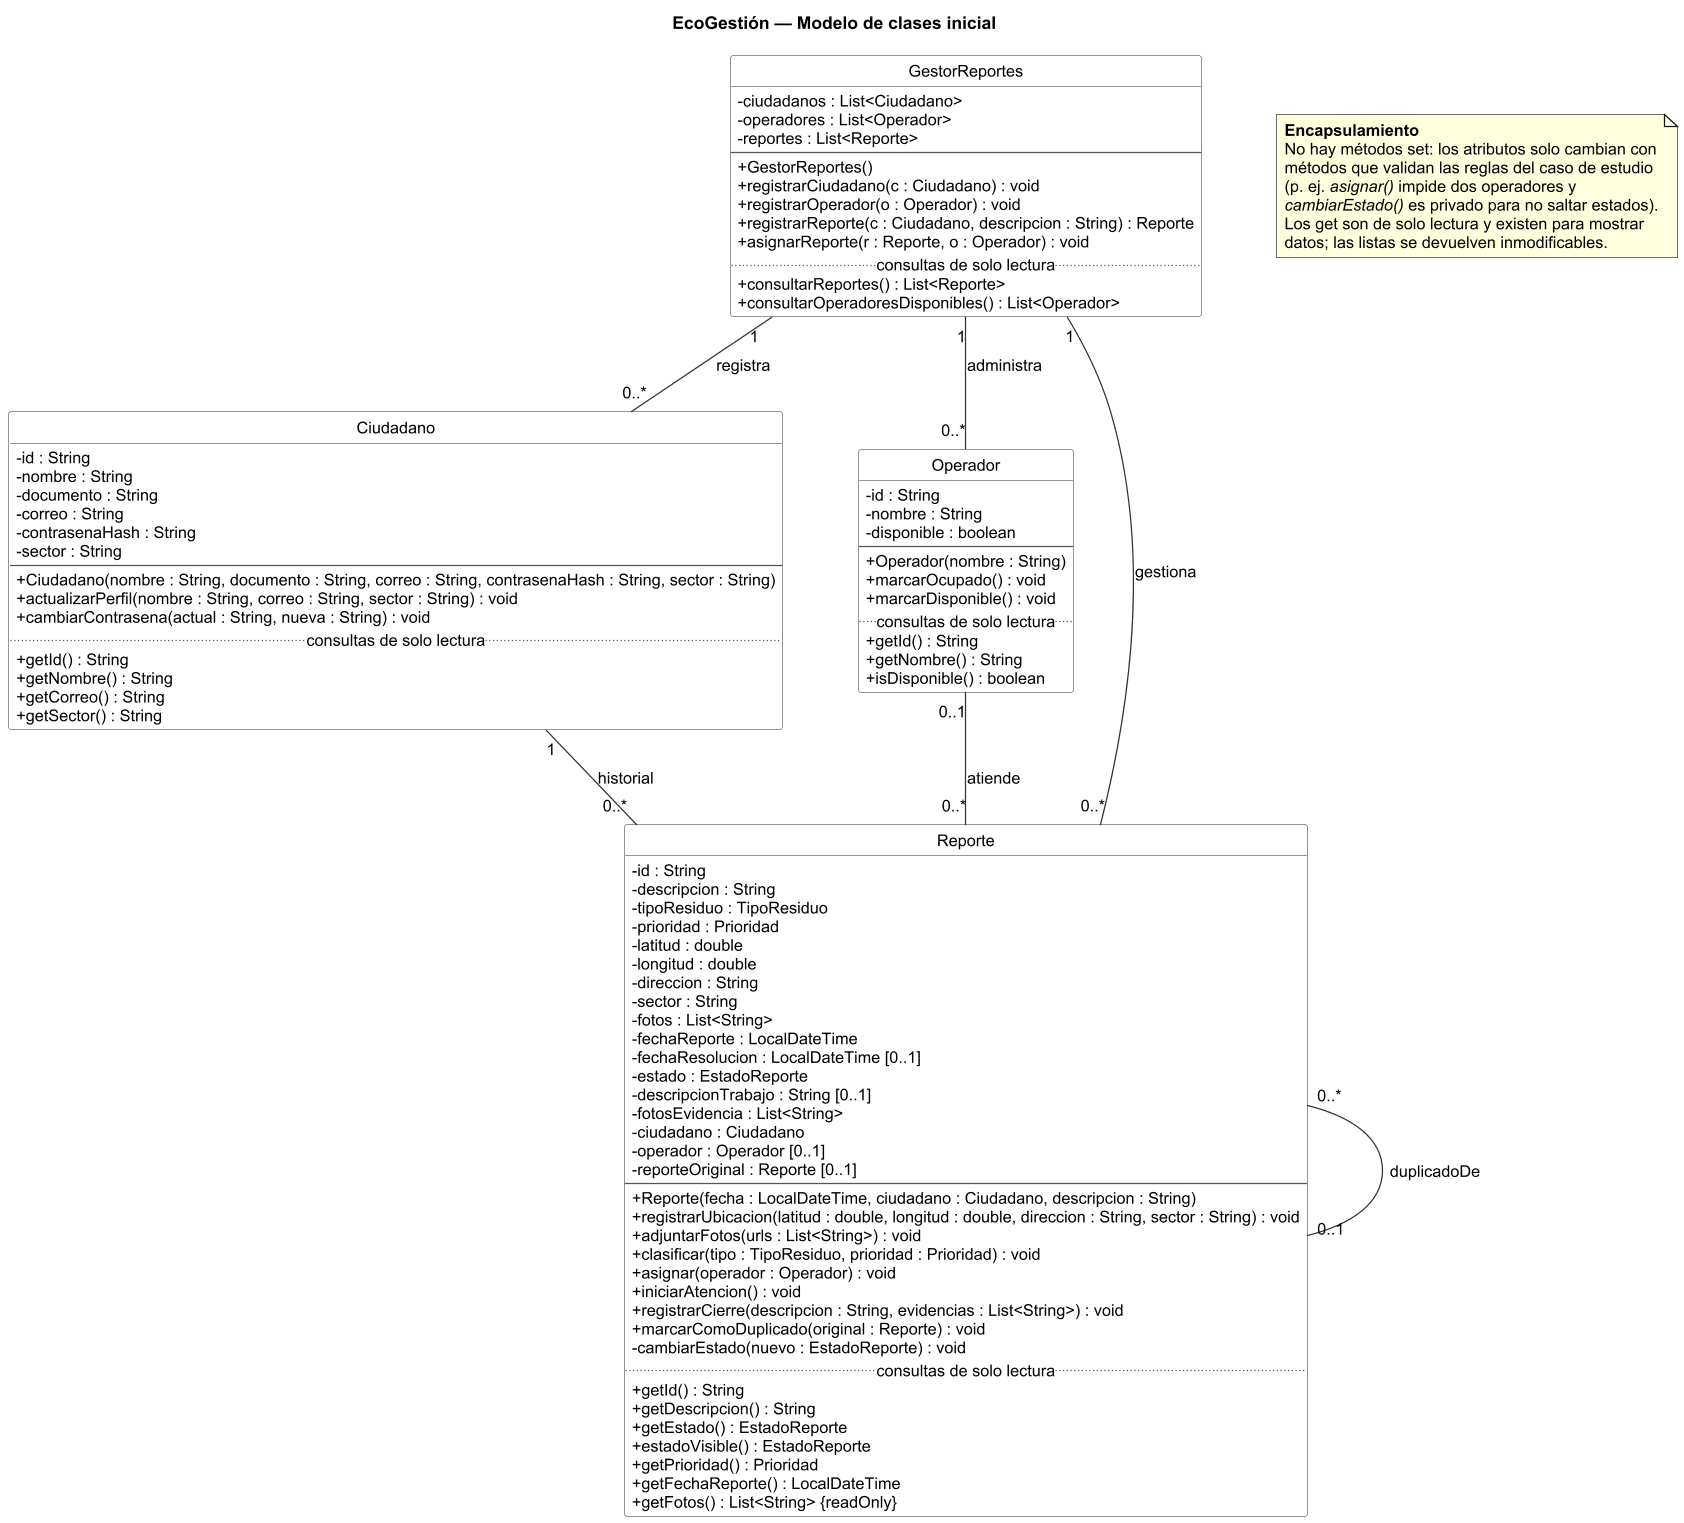 EcoGestión — Modelo de clases inicial
GestorReportes
-ciudadanos : List<Ciudadano>
-operadores : List<Operador>
-reportes : List<Reporte>
+GestorReportes()
+registrarCiudadano(c : Ciudadano) : void
+registrarOperador(o : Operador) : void
+registrarReporte(c : Ciudadano, descripcion : String) : Reporte
+asignarReporte(r : Reporte, o : Operador) : void
consultas de solo lectura
+consultarReportes() : List<Reporte>
+consultarOperadoresDisponibles() : List<Operador>
Encapsulamiento
No hay métodos set: los atributos solo cambian con
métodos que validan las reglas del caso de estudio
(p. ej. asignar() impide dos operadores y
cambiarEstado() es privado para no saltar estados).
Los get son de solo lectura y existen para mostrar
datos; las listas se devuelven inmodificables.
1
1
1
registra
administra
0..*
0..*
Ciudadano
-id : String
-nombre : String
-documento : String
-correo : String
-contrasenaHash : String
-sector : String
+Ciudadano(nombre : String, documento : String, correo : String, contrasenaHash : String, sector : String)
+actualizarPerfil(nombre : String, correo : String, sector : String) : void
+cambiarContrasena(actual : String, nueva : String) : void
consultas de solo lectura
+getId() : String
+getNombre() : String
+getCorreo() : String
+getSector() : String
Operador
-id : String
-nombre : String
-disponible : boolean
+Operador(nombre : String)
+marcarOcupado() : void
+marcarDisponible() : void
consultas de solo lectura
+getId() : String
+getNombre() : String
+isDisponible() : boolean
gestiona
1
0..1
historial
atiende
0..*
0..*
0..*
Reporte
-id : String
-descripcion : String
-tipoResiduo : TipoResiduo
-prioridad : Prioridad
-latitud : double
-longitud : double
-direccion : String
-sector : String
-fotos : List<String>
-fechaReporte : LocalDateTime
-fechaResolucion : LocalDateTime [0..1]
-estado : EstadoReporte
-descripcionTrabajo : String [0..1]
-fotosEvidencia : List<String>
-ciudadano : Ciudadano
-operador : Operador [0..1]
-reporteOriginal : Reporte [0..1]
+Reporte(fecha : LocalDateTime, ciudadano : Ciudadano, descripcion : String)
+registrarUbicacion(latitud : double, longitud : double, direccion : String, sector : String) : void
+adjuntarFotos(urls : List<String>) : void
+clasificar(tipo : TipoResiduo, prioridad : Prioridad) : void
+asignar(operador : Operador) : void
+iniciarAtencion() : void
+registrarCierre(descripcion : String, evidencias : List<String>) : void
+marcarComoDuplicado(original : Reporte) : void
-cambiarEstado(nuevo : EstadoReporte) : void
consultas de solo lectura
+getId() : String
+getDescripcion() : String
+getEstado() : EstadoReporte
+estadoVisible() : EstadoReporte
+getPrioridad() : Prioridad
+getFechaReporte() : LocalDateTime
+getFotos() : List<String> {readOnly}
0..*
duplicadoDe
0..1